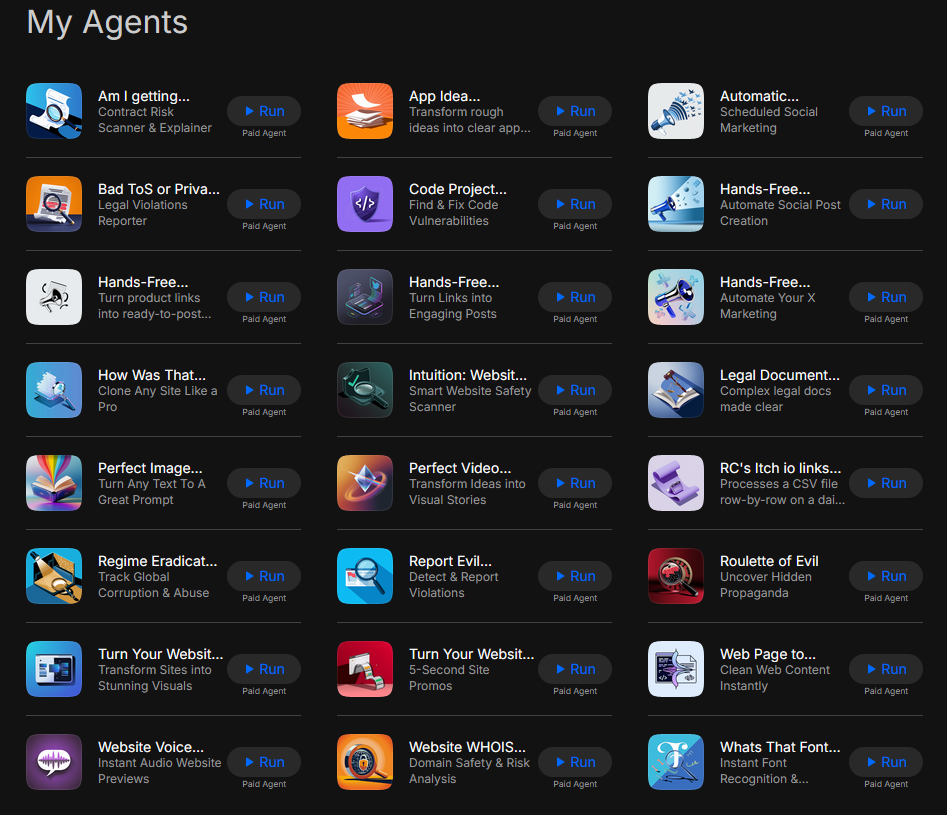 My Agents
Am I getting...
Contract Risk
Scanner & Explainer
Run
Paid Agent
App Idea...
Transform rough
ideas into clear app...
Run
Paid Agent
Automatic...
Scheduled Social
Marketing
Run
Paid Agent
Bad ToS or Priva...
Legal Violations
Reporter
Run
Paid Agent
Code Project...
Find & Fix Code
Vulnerabilities
Run
Paid Agent
Hands-Free...
Automate Social Post
Creation
Run
Hands-Free...
Turn product links
into ready-to-post...
Run
Paid Agent
Hands-Free...
Turn Links into
Engaging Posts
Run
Paid Agent
Hands-Free...
Automate Your X
Marketing
Run
Paid Agent
How Was That...
Clone Any Site Like a
Pro
Run
Paid Agent
Intuition: Websit...
Smart Website Safety
Scanner
Run
Paid Agent
Legal Document...
Complex legal docs
made clear
Run
Paid Agent
Perfect Image...
Turn Any Text To A
Great Prompt
Run
Paid Agent
Perfect Video...
Transform Ideas into
Visual Stories
Run
Paid Agent
RC's Itch io links...
Processes a CSV file
row-by-row on a dai...
Run
Regime Eradicat...
Track Global
Corruption & Abuse
Run
Paid Agent
Report Evil...
Detect & Report
Violations
Run
Paid Agent
Roulette of Evil
Uncover Hidden
Propaganda
Run
Paid Agent
Turn Your Websit...
Transform Sites into
Stunning Visuals
Run
Paid Agent
Turn Your Websit...
5-Second Site
Promos
Run
Paid Agent
Web Page to...
Clean Web Content
Instantly
Run
Paid Agent
Website Voice...
Instant Audio Website
Previews
Run
Paid Agent
Website WHOIS...
Domain Safety & Risk
Analysis
Run
Paid Agent
Whats That Font...
Instant Font
Recognition &...
Run
Paid Agent